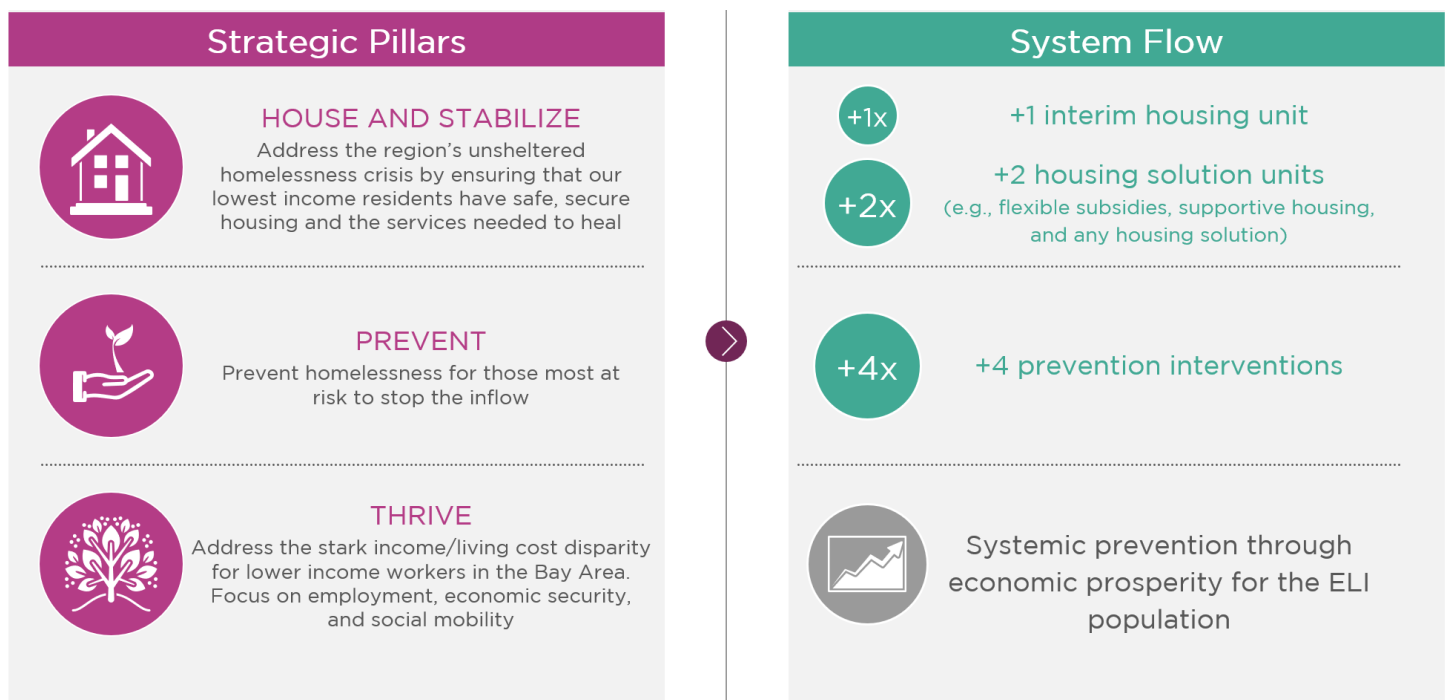 Strategic Pillars
HOUSE AND STABILIZE
Address the region's unsheltered
homelessness crisis by ensuring that our
lowest income residents have safe, secure
housing and the services needed to heal
PREVENT
Prevent homelessness for those most at
risk to stop the inflow
THRIVE
Address the stark income/living cost disparity
for lower income workers in the Bay Area.
Focus on employment, economic security,
and social mobility
System Flow
+1x
+1 interim housing unit
+2x
+2 housing solution units
(e.g., flexible subsidies, supportive housing,
and any housing solution)
+4x
+4 prevention interventions
Systemic prevention through
economic prosperity for the ELI
population